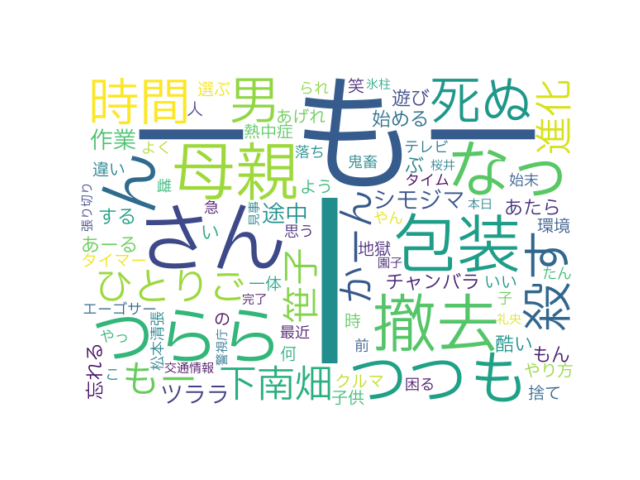 時間
選ぶ
人
男
られ
氷柱
笑
あげれ
遊び
死ぬ
進化
作業
熱中症
も
始める
テレビ
よく
ー
落ち
鬼畜
ぶ
桜井
ー
違い
ん
雌
母親
よう
タイム
始末
なっ
張り切り
する
さん
急
い
途中
見事
思う
かーん
シモジマ
やん
本日
あたら
環境
あーる
タイマー
地獄
園子
包装
殺す
たん
ひとりご
一体
笹子
ー
チャンバラ
いい
子
エーゴサー
完了
つらら
の
最近
時
撤去
礼央
やっ
松本清張
警視庁
何
前
酷い
もん
忘れる
こ
もー
交通情報
下南畑
クルマ
困る
つつも
やり方
ツララ
子供
捨て